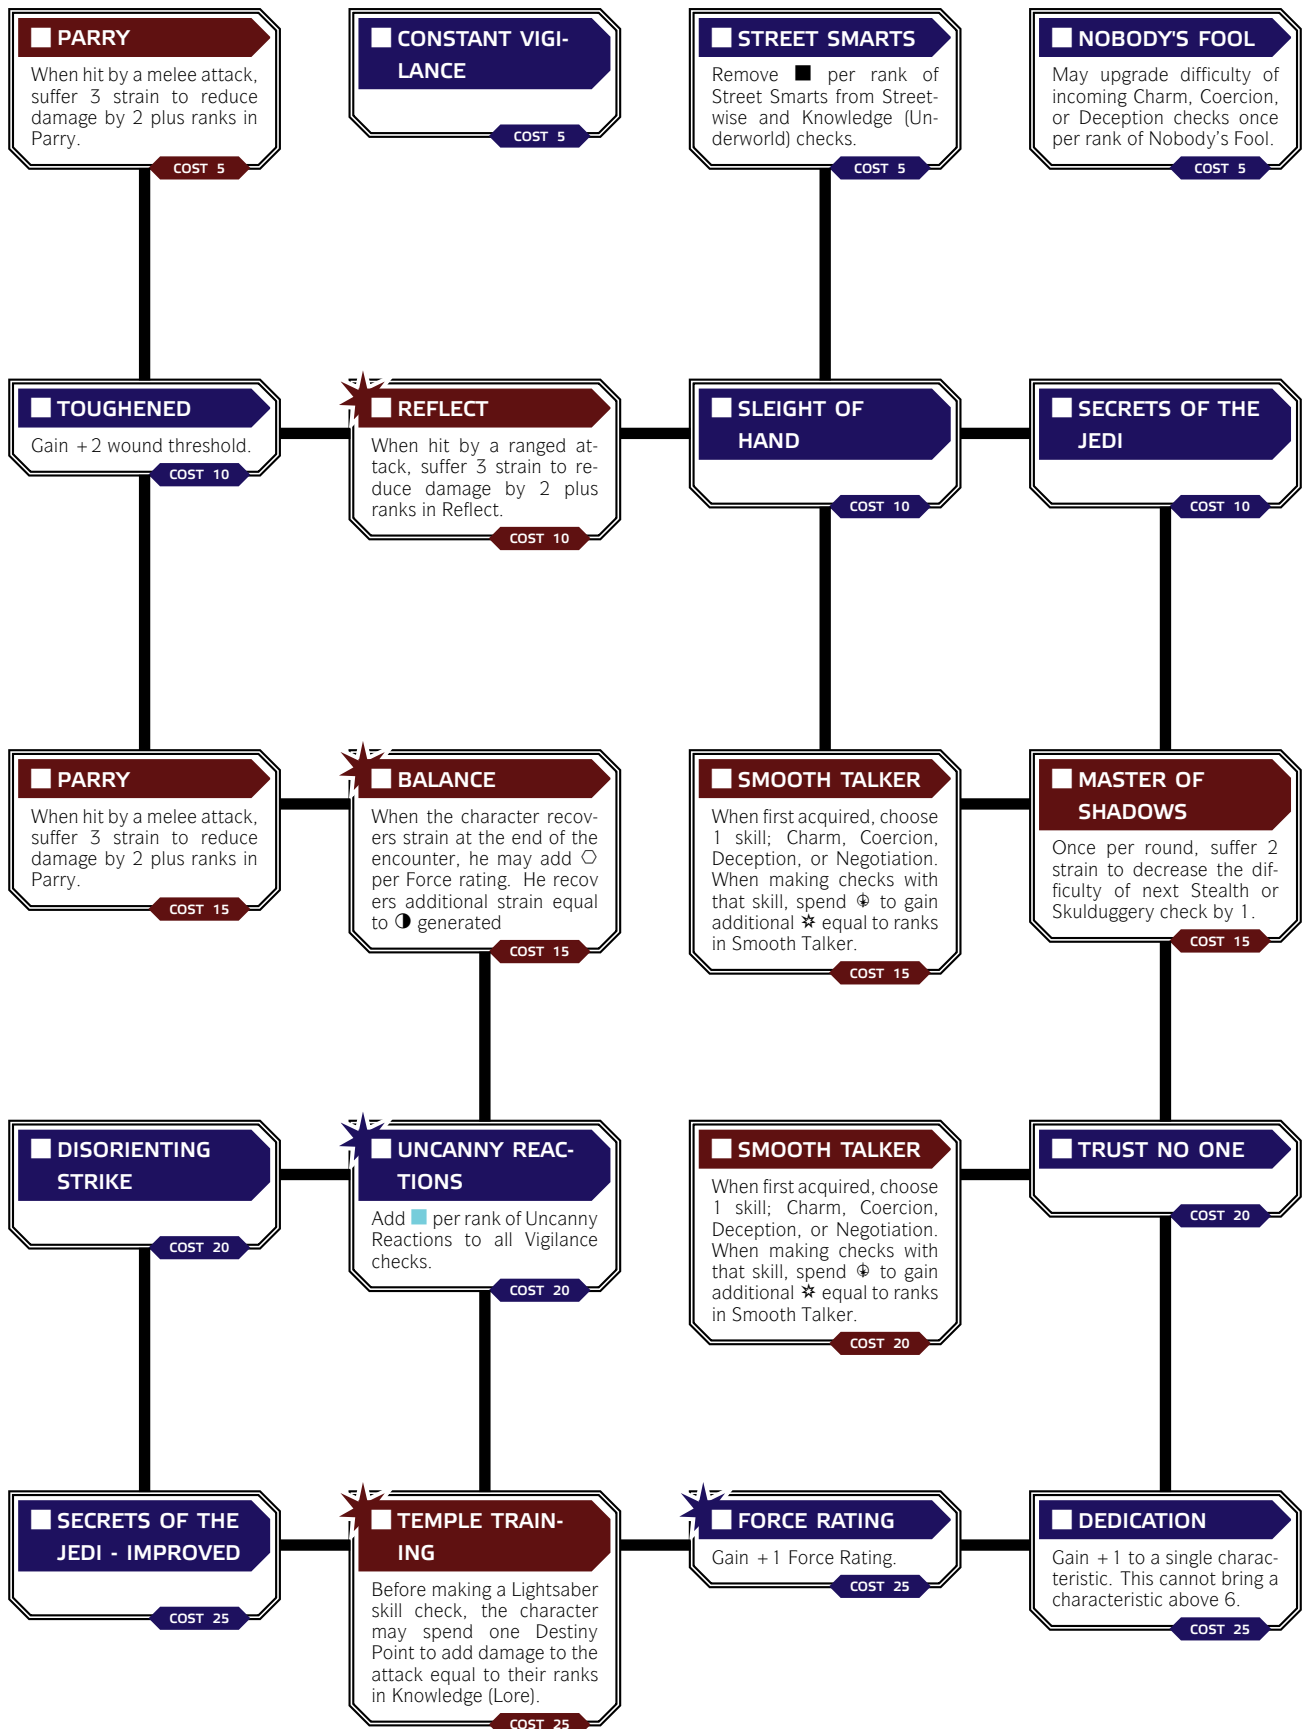 PARRY
When hit by a melee attack,
suffer 3 strain to reduce
damage by 2 plus ranks in
Parry.
COST 5
CONSTANT VIGI-
LANCE
COST 5
STREET SMARTS
Remove ■ per rank of
Street Smarts from Street-
wise and Knowledge (Un-
derworld) checks.
COST 5
NOBODY'S FOOL
May upgrade difficulty of
incoming Charm, Coercion,
or Deception checks once
per rank of Nobody's Fool.
COST 5
TOUGHENED
Gain +2 wound threshold.
COST 10
REFLECT
When hit by a ranged at-
tack, suffer 3 strain to re-
duce damage by 2 plus
ranks in Reflect.
COST 10
SLEIGHT OF
HAND
COST 10
SECRETS OF THE
JEDI
COST 10
PARRY
When hit by a melee attack,
suffer 3 strain to reduce
damage by 2 plus ranks in
Parry.
COST 15
BALANCE
When the character recov-
ers strain at the end of the
encounter, he may add
per Force rating. He recov
ers additional strain equal
to generated
COST 15
SMOOTH TALKER
When first acquired, choose
1 skill; Charm, Coercion,
Deception, or Negotiation.
When making checks with
that skill, spend to gain
additional equal to ranks
in Smooth Talker.
COST 15
MASTER OF
SHADOWS
Once per round, suffer 2
strain to decrease the dif-
ficulty of next Stealth or
Skulduggery check by 1.
COST 15
DISORIENTING
STRIKE
COST 20
UNCANNY REAC-
TIONS
Add per rank of Uncanny
Reactions to all Vigilance
checks.
COST 20
SMOOTH TALKER
When first acquired, choose
1 skill; Charm, Coercion,
Deception, or Negotiation.
When making checks with
that skill, spend to gain
additional equal to ranks
in Smooth Talker.
COST 20
TRUST NO ONE
COST 20
SECRETS OF THE
JEDI - IMPROVED
COST 25
TEMPLE TRAIN-
ING
Before making a Lightsaber
skill check, the character
may spend one Destiny
Point to add damage to the
attack equal to their ranks
in Knowledge (Lore).
COST 25
FORCE RATING
Gain +1 Force Rating.
COST 25
DEDICATION
Gain +1 to a single charac-
teristic. This cannot bring a
characteristic above 6.
COST 25